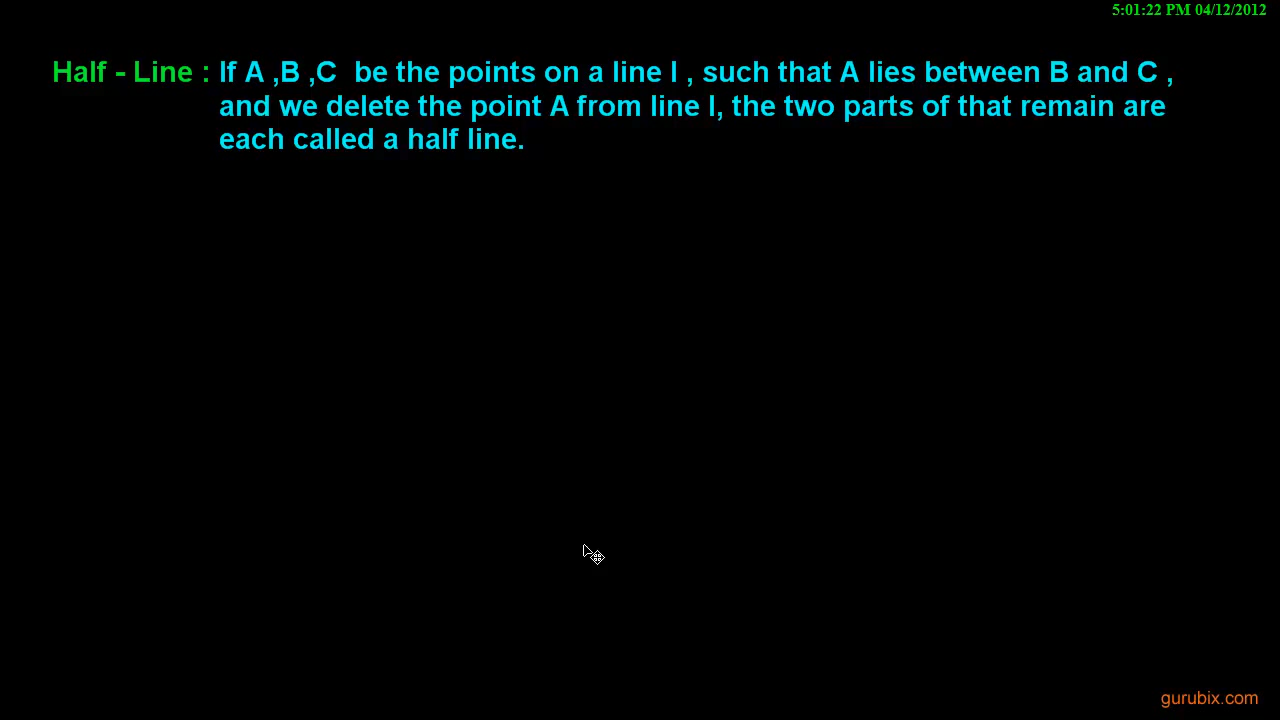 5:01:22 PM 04/12/2012
Half - Line : If A ,B ,C  be the points on a line l , such that A lies between B and C ,
and we delete the point A from line l, the two parts of that remain are
each called a half line.
gurubix.com